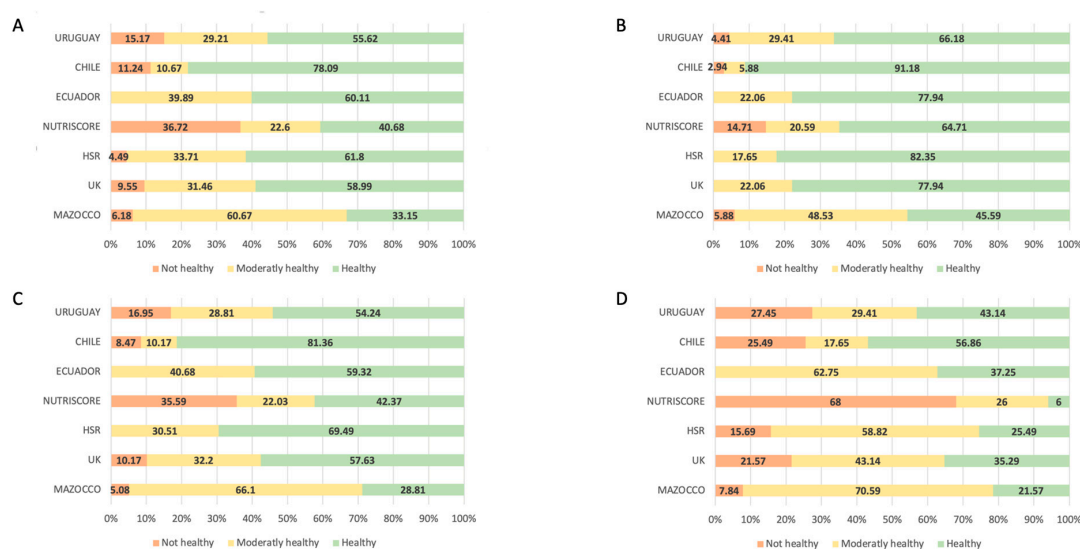 A
URUGUAY 15.17 29.21 55.62
CHILE 11.24 10.67 78.09
ECUADOR 39.89 60.11
NUTRISCORE 36.72 22.6 40.68
HSR 4.49 33.71 61.8
UK 9.55 31.46 58.99
MAZOCCO 6.18 60.67 33.15
0% 10% 20% 30% 40% 50% 60% 70% 80% 90% 100%
Not healthy Moderatly healthy Healthy
B
URUGUAY 4.41 29.41 66.18
CHILE 2.94 5.88 91.18
ECUADOR 22.06 77.94
NUTRISCORE 14.71 20.59 64.71
HSR 17.65 82.35
UK 22.06 77.94
MAZOCCO 5.88 48.53 45.59
0% 10% 20% 30% 40% 50% 60% 70% 80% 90% 100%
Not healthy Moderately healthy Healthy
C
URUGUAY 16.95 28.81 54.24
CHILE 8.47 10.17 81.36
ECUADOR 40.68 59.32
NUTRISCORE 35.59 22.03 42.37
HSR 30.51 69.49
UK 10.17 32.2 57.63
MAZOCCO 5.08 66.1 28.81
0% 10% 20% 30% 40% 50% 60% 70% 80% 90% 100%
Not healthy Moderatly healthy Healthy
D
URUGUAY 27.45 29.41 43.14
CHILE 25.49 17.65 56.86
ECUADOR 62.75 37.25
NUTRISCORE 68 26 6
HSR 15.69 58.82 25.49
UK 21.57 43.14 35.29
MAZOCCO 7.84 70.59 21.57
0% 10% 20% 30% 40% 50% 60% 70% 80% 90% 100%
Not healthy Moderately healthy Healthy